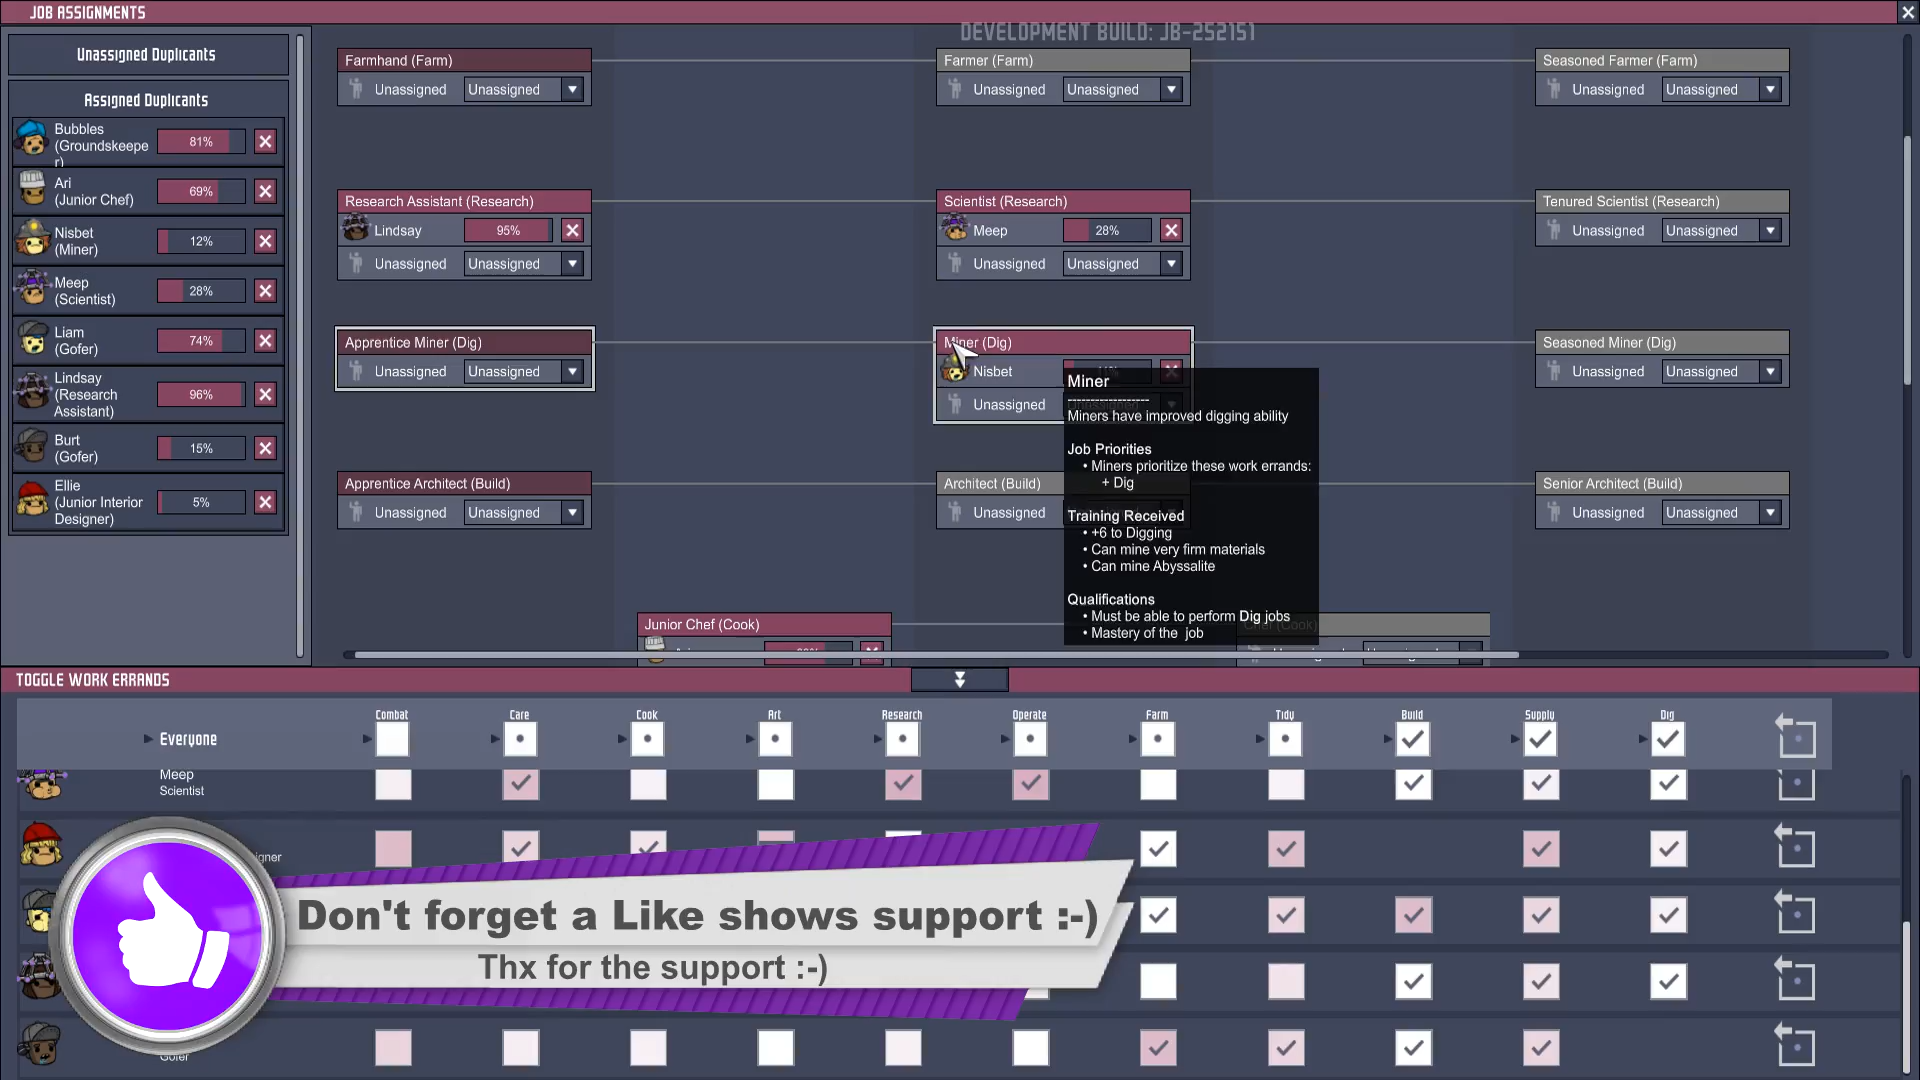 JOB ASSIGNMENTS
DEVELOPMENT BUILD: JB-252151
Unassigned Duplicants
Assigned Duplicants
Bubbles
(Groundskeepe
r)
81%
Ari
(Junior Chef)
69%
Nisbet
(Miner)
12%
Meep
(Scientist)
28%
Liam
(Gofer)
74%
Lindsay
(Research
Assistant)
96%
Burt
(Gofer)
15%
Ellie
(Junior Interior
Designer)
5%
Farmhand (Farm)
Unassigned Unassigned
Farmer (Farm)
Unassigned Unassigned
Seasoned Farmer (Farm)
Unassigned Unassigned
Research Assistant (Research)
Lindsay 95%
Unassigned Unassigned
Scientist (Research)
Meep 28%
Unassigned Unassigned
Tenured Scientist (Research)
Unassigned Unassigned
Apprentice Miner (Dig)
Unassigned Unassigned
Miner (Dig)
Nisbet
Unassigned Unassigned
Seasoned Miner (Dig)
Unassigned Unassigned
Apprentice Architect (Build)
Unassigned Unassigned
Architect (Build)
Unassigned
Senior Architect (Build)
Unassigned Unassigned
Junior Chef (Cook)
Chef (Cook)
Miner
--------------------
Miners have improved digging ability
Job Priorities
• Miners prioritize these work errands:
+ Dig
Training Received
• +6 to Digging
• Can mine very firm materials
• Can mine Abyssalite
Qualifications
• Must be able to perform Dig jobs
• Mastery of the job
TOGGLE WORK ERRANDS
Combat Care Cook Art Research Operate Farm Tidy Build Supply Dig
Everyone
Meep
Scientist
Gofer
Don't forget a Like shows support :-)
Thx for the support :-)